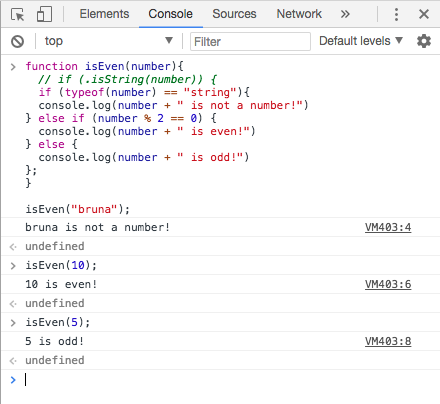 Elements Console Sources Network »
top ▼ Filter Default levels ▼
> function isEven(number){
// if (.isString(number)) {
if (typeof(number) == "string"){
console.log(number + " is not a number!")
} else if (number % 2 == 0) {
console.log(number + " is even!")
} else {
console.log(number + " is odd!")
};
}
isEven("bruna");
bruna is not a number! VM403:4
undefined
> isEven(10);
10 is even! VM403:6
undefined
> isEven(5);
5 is odd! VM403:8
undefined
>